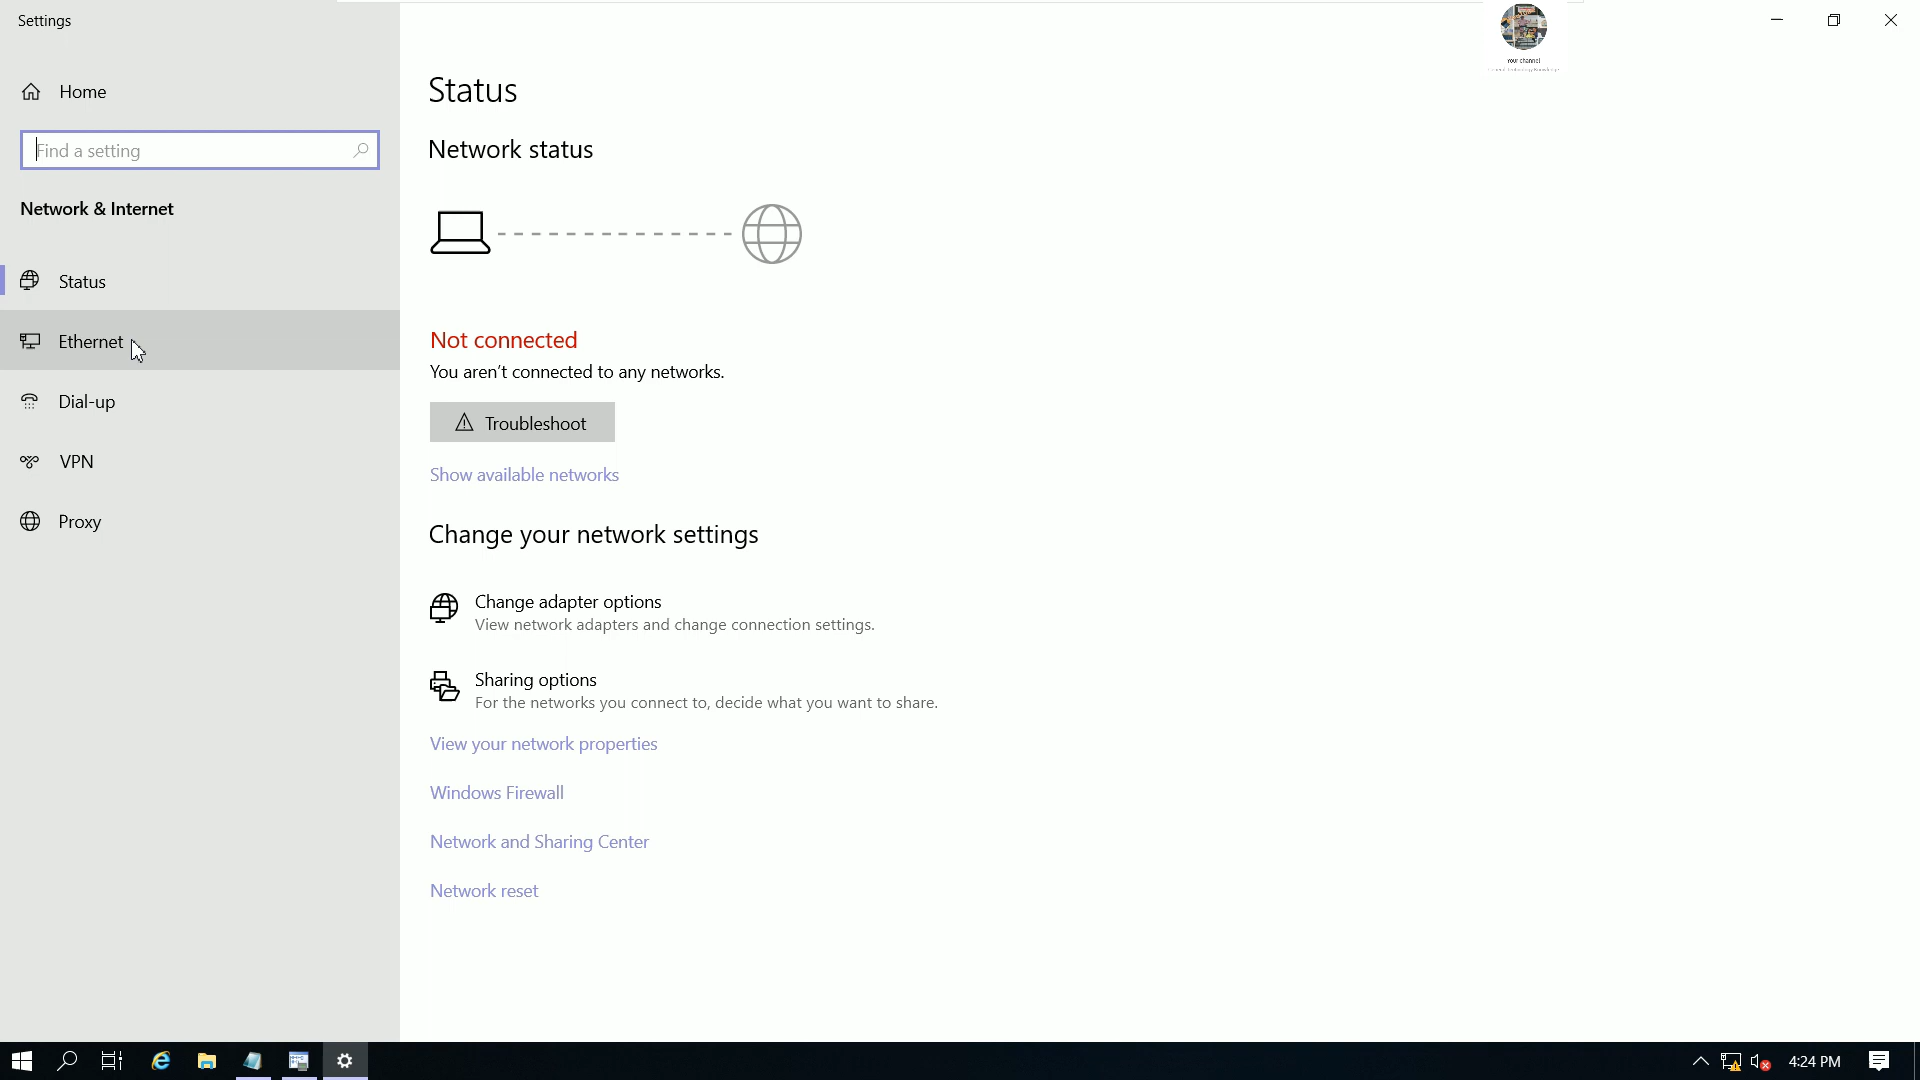 Settings
Home
Find a setting
Network & Internet
Status
Ethernet
Dial-up
VPN
Proxy
Your channel
Status
Network status
Not connected
You aren't connected to any networks.
Troubleshoot
Show available networks
Change your network settings
Change adapter options
View network adapters and change connection settings.
Sharing options
For the networks you connect to, decide what you want to share.
View your network properties
Windows Firewall
Network and Sharing Center
Network reset
4:24 PM